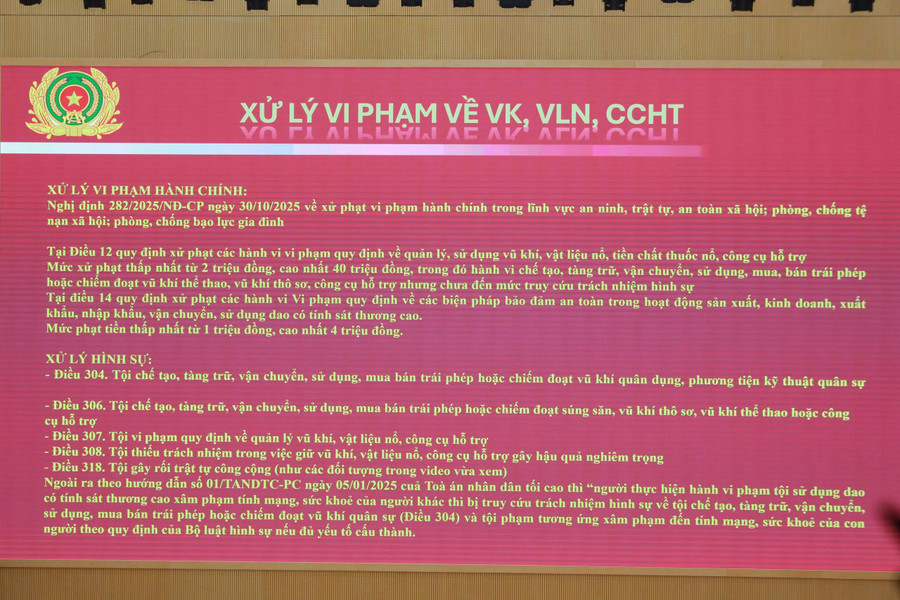 XỬ LÝ VI PHẠM VỀ VK, VLN, CCHT
XỬ LÝ VI PHẠM HÀNH CHÍNH:
Nghị định 282/2025/NĐ-CP ngày 30/10/2025 về xử phạt vi phạm hành chính trong lĩnh vực an ninh, trật tự, an toàn xã hội; phòng, chống tệ
nạn xã hội; phòng, chống bạo lực gia đình
Tại Điều 12 quy định xử phạt các hành vi vi phạm quy định về quản lý, sử dụng vũ khí, vật liệu nổ, tiền chất thuốc nổ, công cụ hỗ trợ
Mức xử phạt thấp nhất từ 2 triệu đồng, cao nhất 40 triệu đồng, trong đó hành vi chế tạo, tàng trữ, vận chuyển, sử dụng, mua, bán trái phép
hoặc chiếm đoạt vũ khí thể thao, vũ khí thô sơ, công cụ hỗ trợ nhưng chưa đến mức truy cứu trách nhiệm hình sự
Tại điều 14 quy định xử phạt các hành vi Vi phạm quy định về các biện pháp bảo đảm an toàn trong hoạt động sản xuất, kinh doanh, xuất
khẩu, nhập khẩu, vận chuyển, sử dụng dao có tính sát thương cao.
Mức phạt tiền thấp nhất từ 1 triệu đồng, cao nhất 4 triệu đồng.
XỬ LÝ HÌNH SỰ:
- Điều 304. Tội chế tạo, tàng trữ, vận chuyển, sử dụng, mua bán trái phép hoặc chiếm đoạt vũ khí quân dụng, phương tiện kỹ thuật quân sự
- Điều 306. Tội chế tạo, tàng trữ, vận chuyển, sử dụng, mua bán trái phép hoặc chiếm đoạt súng săn, vũ khí thô sơ, vũ khí thể thao hoặc công
cụ hỗ trợ
- Điều 307. Tội vi phạm quy định về quản lý vũ khí, vật liệu nổ, công cụ hỗ trợ
- Điều 308. Tội thiếu trách nhiệm trong việc giữ vũ khí, vật liệu nổ, công cụ hỗ trợ gây hậu quả nghiêm trọng
- Điều 318. Tội gây rối trật tự công cộng (như các đối tượng trong video vừa xem)
Ngoài ra theo hướng dẫn số 01/TANDTC-PC ngày 05/01/2025 cuả Toà án nhân dân tối cao thì “người thực hiện hành vi phạm tội sử dụng dao
có tính sát thương cao xâm phạm tính mạng, sức khoẻ của người khác thì bị truy cứu trách nhiệm hình sự về tội chế tạo, tàng trữ, vận chuyển,
sử dụng, mua bán trái phép hoặc chiếm đoạt vũ khí quân sự (Điều 304) và tội phạm tương ứng xâm phạm đến tính mạng, sức khoẻ của con
người theo quy định của Bộ luật hình sự nếu đủ yếu tố cấu thành.